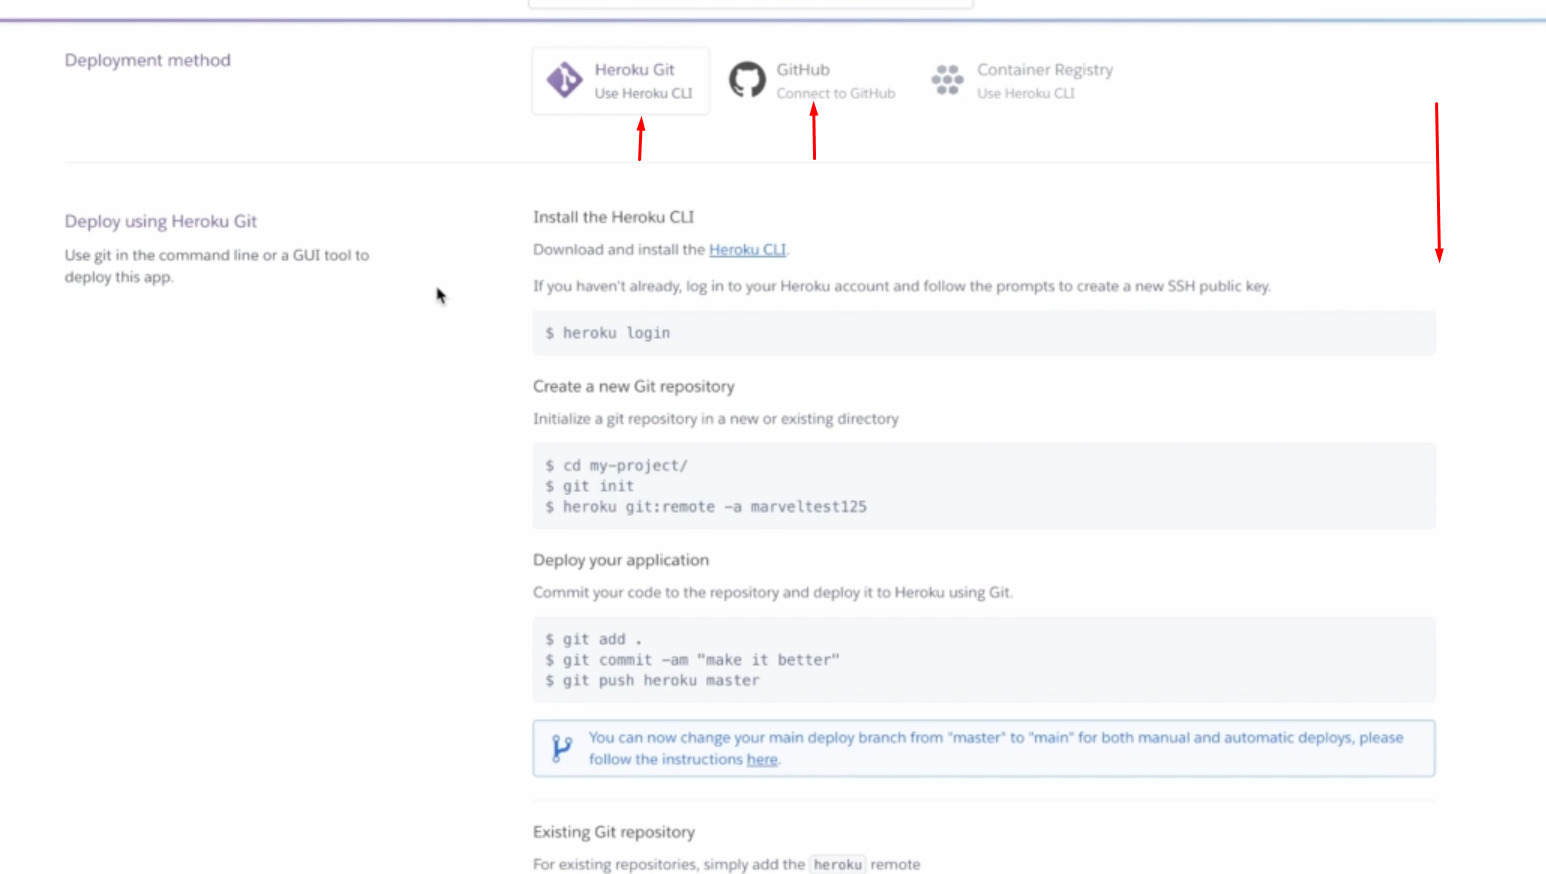 Deployment method
Heroku Git
Use Heroku CLI
GitHub
Connect to GitHub
Container Registry
Use Heroku CLI
Deploy using Heroku Git
Use git in the command line or a GUI tool to
deploy this app.
Install the Heroku CLI
Download and install the Heroku CLI.
If you haven't already, log in to your Heroku account and follow the prompts to create a new SSH public key.
$ heroku login
Create a new Git repository
Initialize a git repository in a new or existing directory
$ cd my-project/
$ git init
$ heroku git:remote -a marveltest125
Deploy your application
Commit your code to the repository and deploy it to Heroku using Git.
$ git add .
$ git commit -am "make it better"
$ git push heroku master
You can now change your main deploy branch from "master" to "main" for both manual and automatic deploys, please
follow the instructions here.
Existing Git repository
For existing repositories, simply add the heroku remote